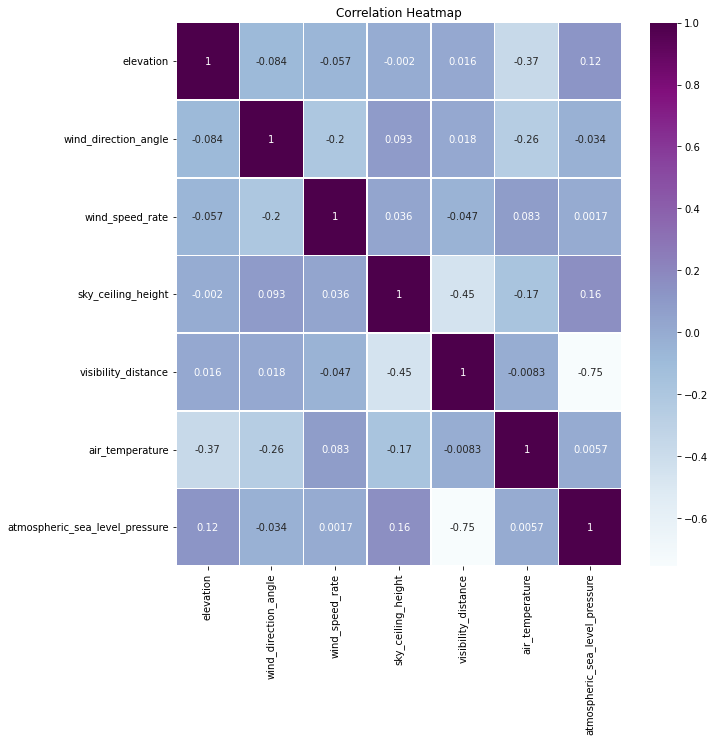 Correlation Heatmap
elevation 1 -0.084 -0.057 -0.002 0.016 -0.37 0.12
wind_direction_angle -0.084 1 -0.2 0.093 0.018 -0.26 -0.034
wind_speed_rate -0.057 -0.2 1 0.036 -0.047 0.083 0.0017
sky_ceiling_height -0.002 0.093 0.036 1 -0.45 -0.17 0.16
visibility_distance 0.016 0.018 -0.047 -0.45 1 -0.0083 -0.75
air_temperature -0.37 -0.26 0.083 -0.17 -0.0083 1 0.0057
atmospheric_sea_level_pressure 0.12 -0.034 0.0017 0.16 -0.75 0.0057 1
elevation
wind_direction_angle
wind_speed_rate
sky_ceiling_height
visibility_distance
air_temperature
atmospheric_sea_level_pressure
1.0
0.8
0.6
0.4
0.2
0.0
−0.2
−0.4
−0.6